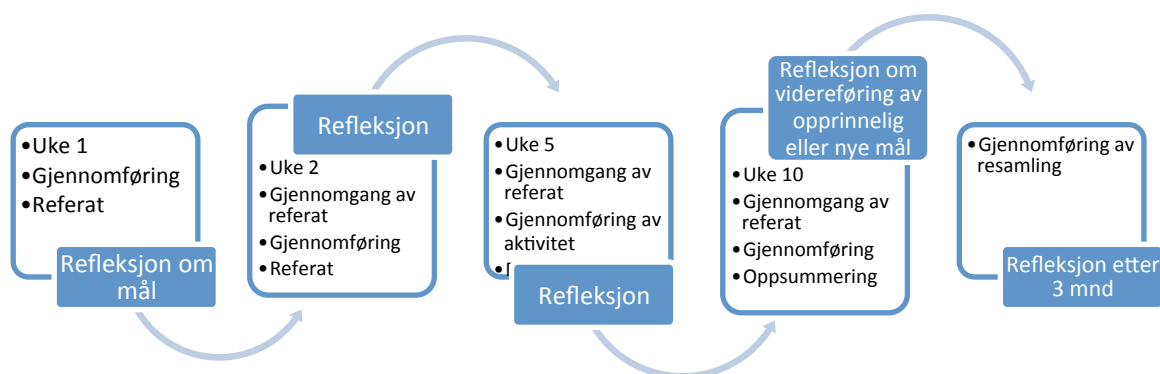 •Uke 1
•Gjennomføring
•Referat
Refleksjon om
mål
Refleksjon
•Uke 2
•Gjennomgang av
referat
•Gjennomføring
•Referat
•Uke 5
•Gjennomgang av
referat
•Gjennomføring av
aktivitet
Refleksjon
Refleksjon om
videreføring av
opprinnelig
eller nye mål
•Uke 10
•Gjennomgang av
referat
•Gjennomføring
•Oppsummering
•Gjennomføring av
resamling
Refleksjon etter
3 mnd